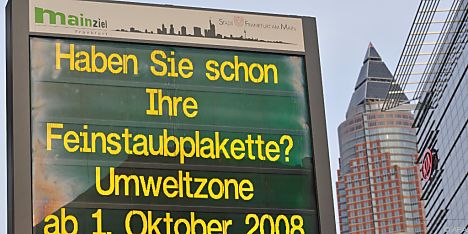 mainziel
Frankfurt
STADT FRANKFURT AM MAIN
Haben Sie schon
Ihre
Feinstaubplakette?
Umweltzone
ab 1. Oktober 2008